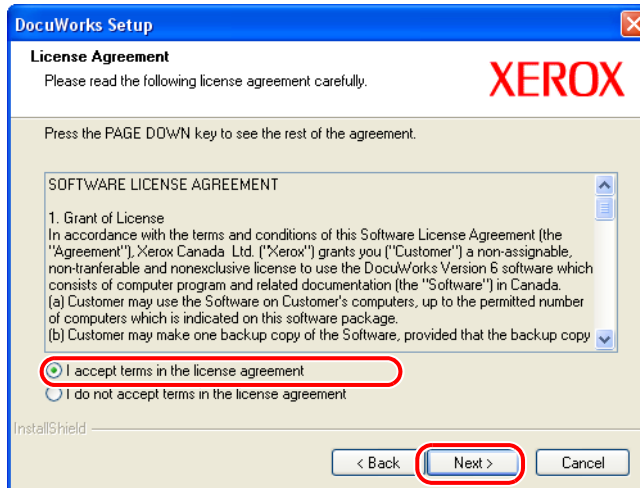 DocuWorks Setup
License Agreement
Please read the following license agreement carefully.
XEROX
Press the PAGE DOWN key to see the rest of the agreement.
SOFTWARE LICENSE AGREEMENT
1. Grant of License
In accordance with the terms and conditions of this Software License Agreement (the
"Agreement"), Xerox Canada Ltd. ("Xerox") grants you ("Customer") a non-assignable,
non-tranferable and nonexclusive license to use the DocuWorks Version 6 software which
consists of computer program and related documentation (the "Software") in Canada.
(a) Customer may use the Software on Customer's computers, up to the permitted number
of computers which is indicated on this software package.
(b) Customer may make one backup copy of the Software, provided that the backup copy
I accept terms in the license agreement
I do not accept terms in the license agreement
InstallShield
< Back Next > Cancel